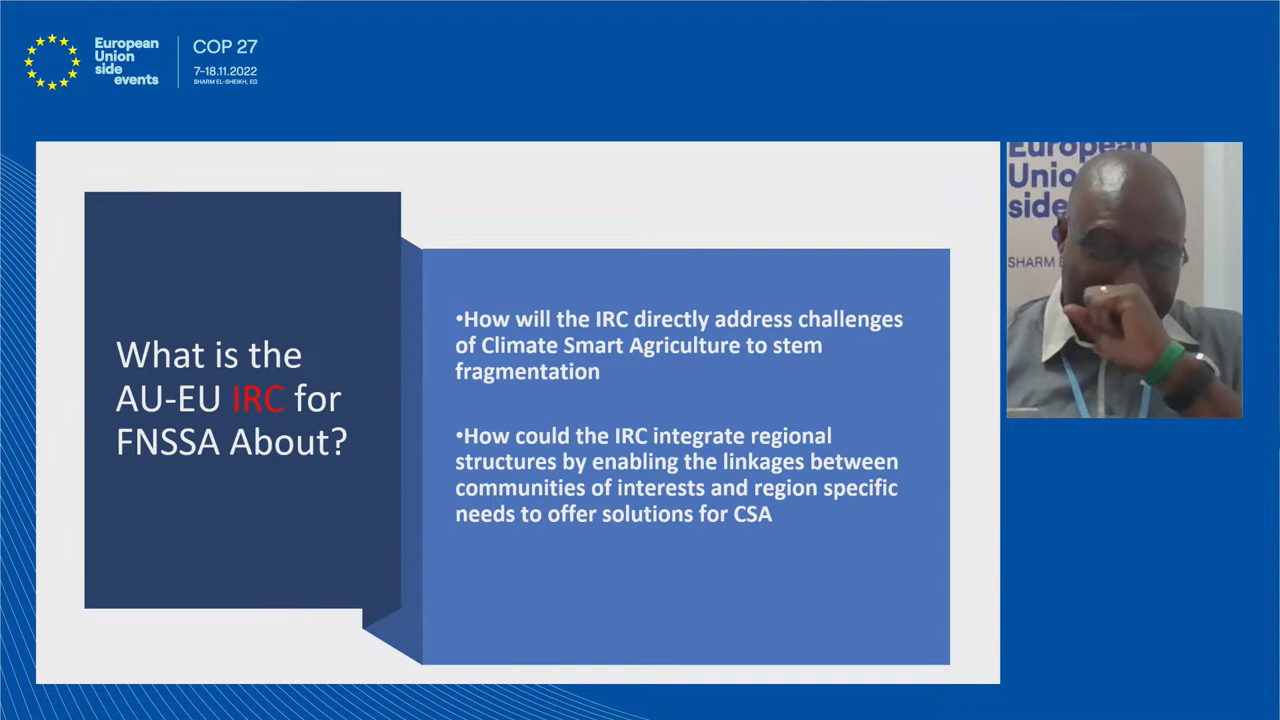 European
Union
side
events
COP 27
7-18.11.2022
SHARM EL-SHEIKH, EG
What is the
AU-EU IRC for
FNSSA About?
•How will the IRC directly address challenges
of Climate Smart Agriculture to stem
fragmentation
•How could the IRC integrate regional
structures by enabling the linkages between
communities of interests and region specific
needs to offer solutions for CSA
European
Unio
side
SHARM E